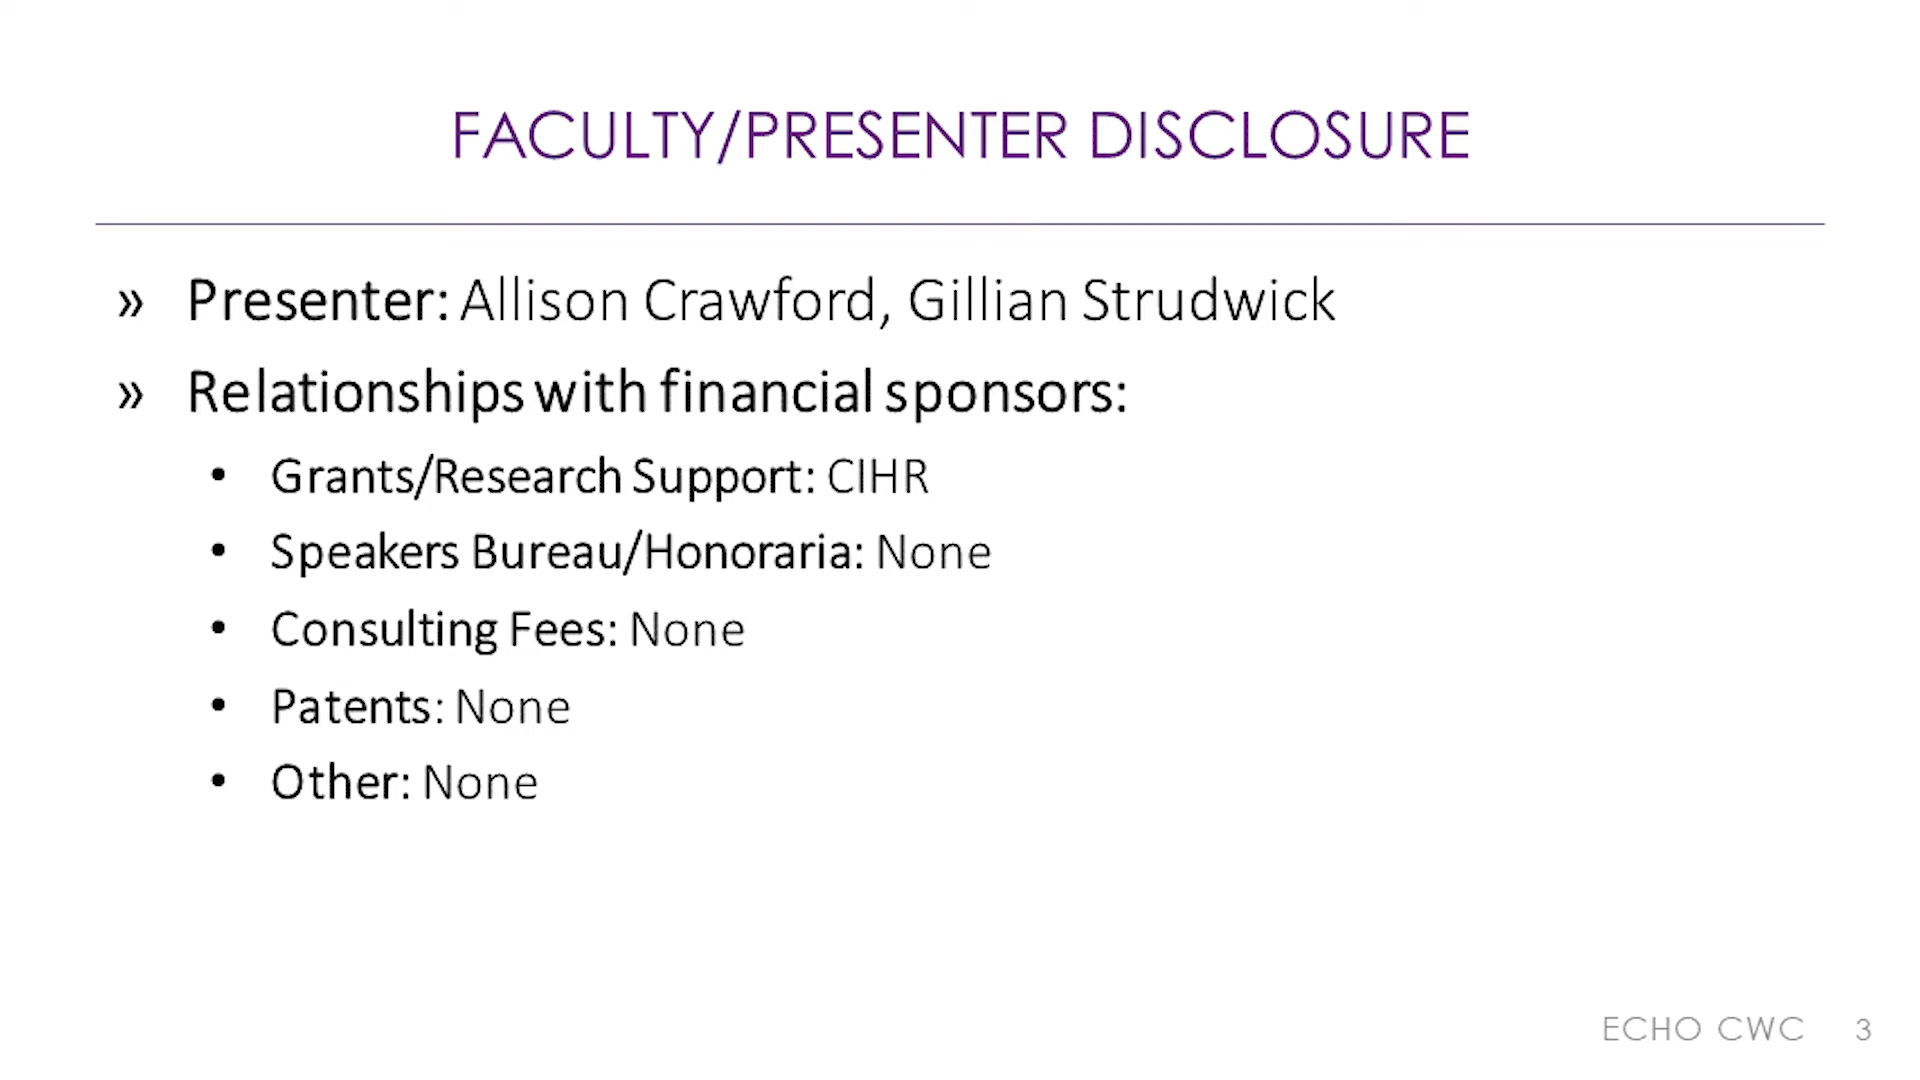 FACULTY/PRESENTER DISCLOSURE
» Presenter: Allison Crawford, Gillian Strudwick
» Relationships with financial sponsors:
• Grants/Research Support: CIHR
• Speakers Bureau/Honoraria: None
• Consulting Fees: None
• Patents: None
• Other: None
ECHO CWC 3